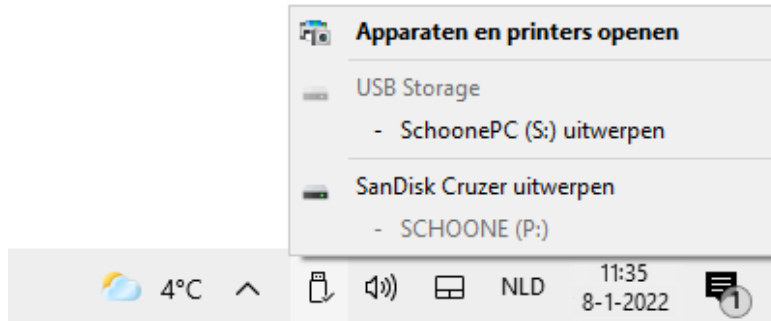 Apparaten en printers openen
USB Storage
- SchoonePC (S:) uitwerpen
SanDisk Cruzer uitwerpen
- SCHOONE (P:)
4°C
NLD
11:35
8-1-2022
1